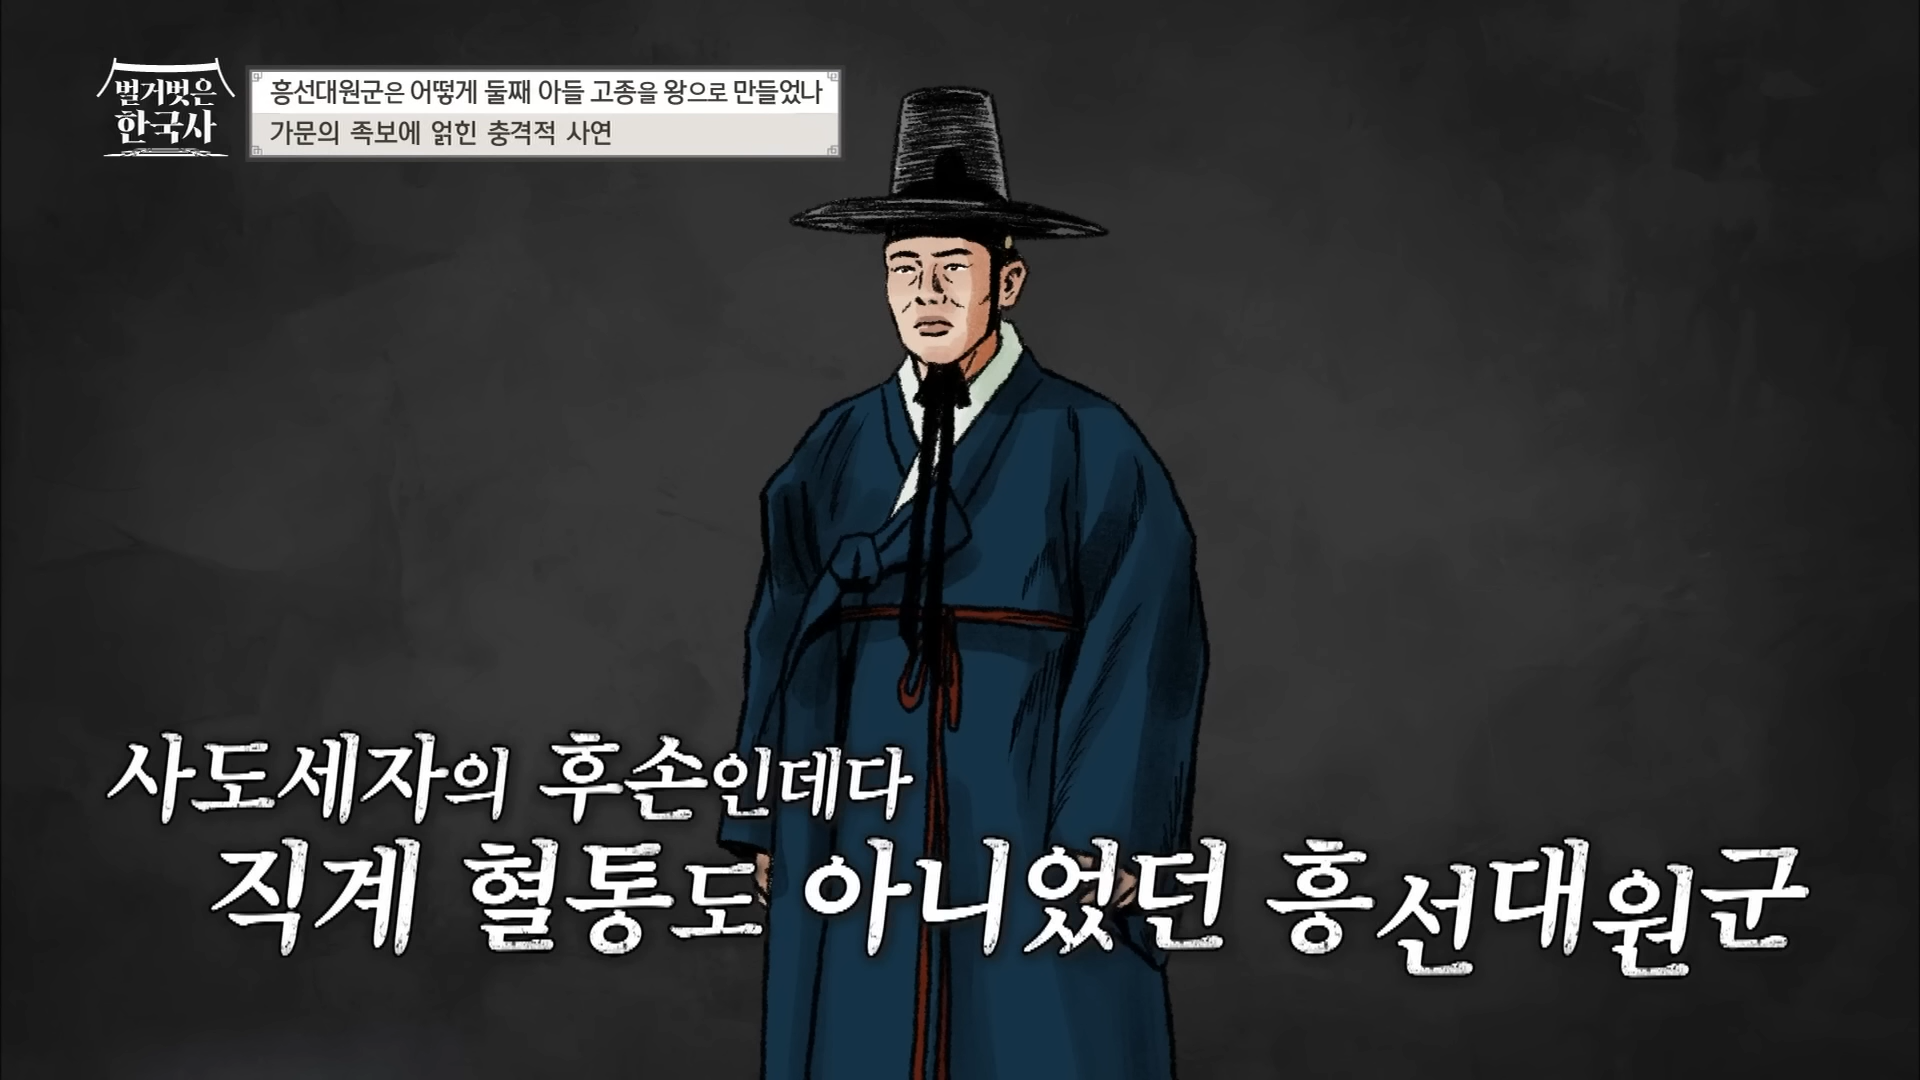 벌거벗은
한국사
흥선대원군은 어떻게 둘째 아들 고종을 왕으로 만들었나
가문의 족보에 얽힌 충격적 사연
사도세자의 후손인데다
직계 혈통도 아니었던 흥선대원군